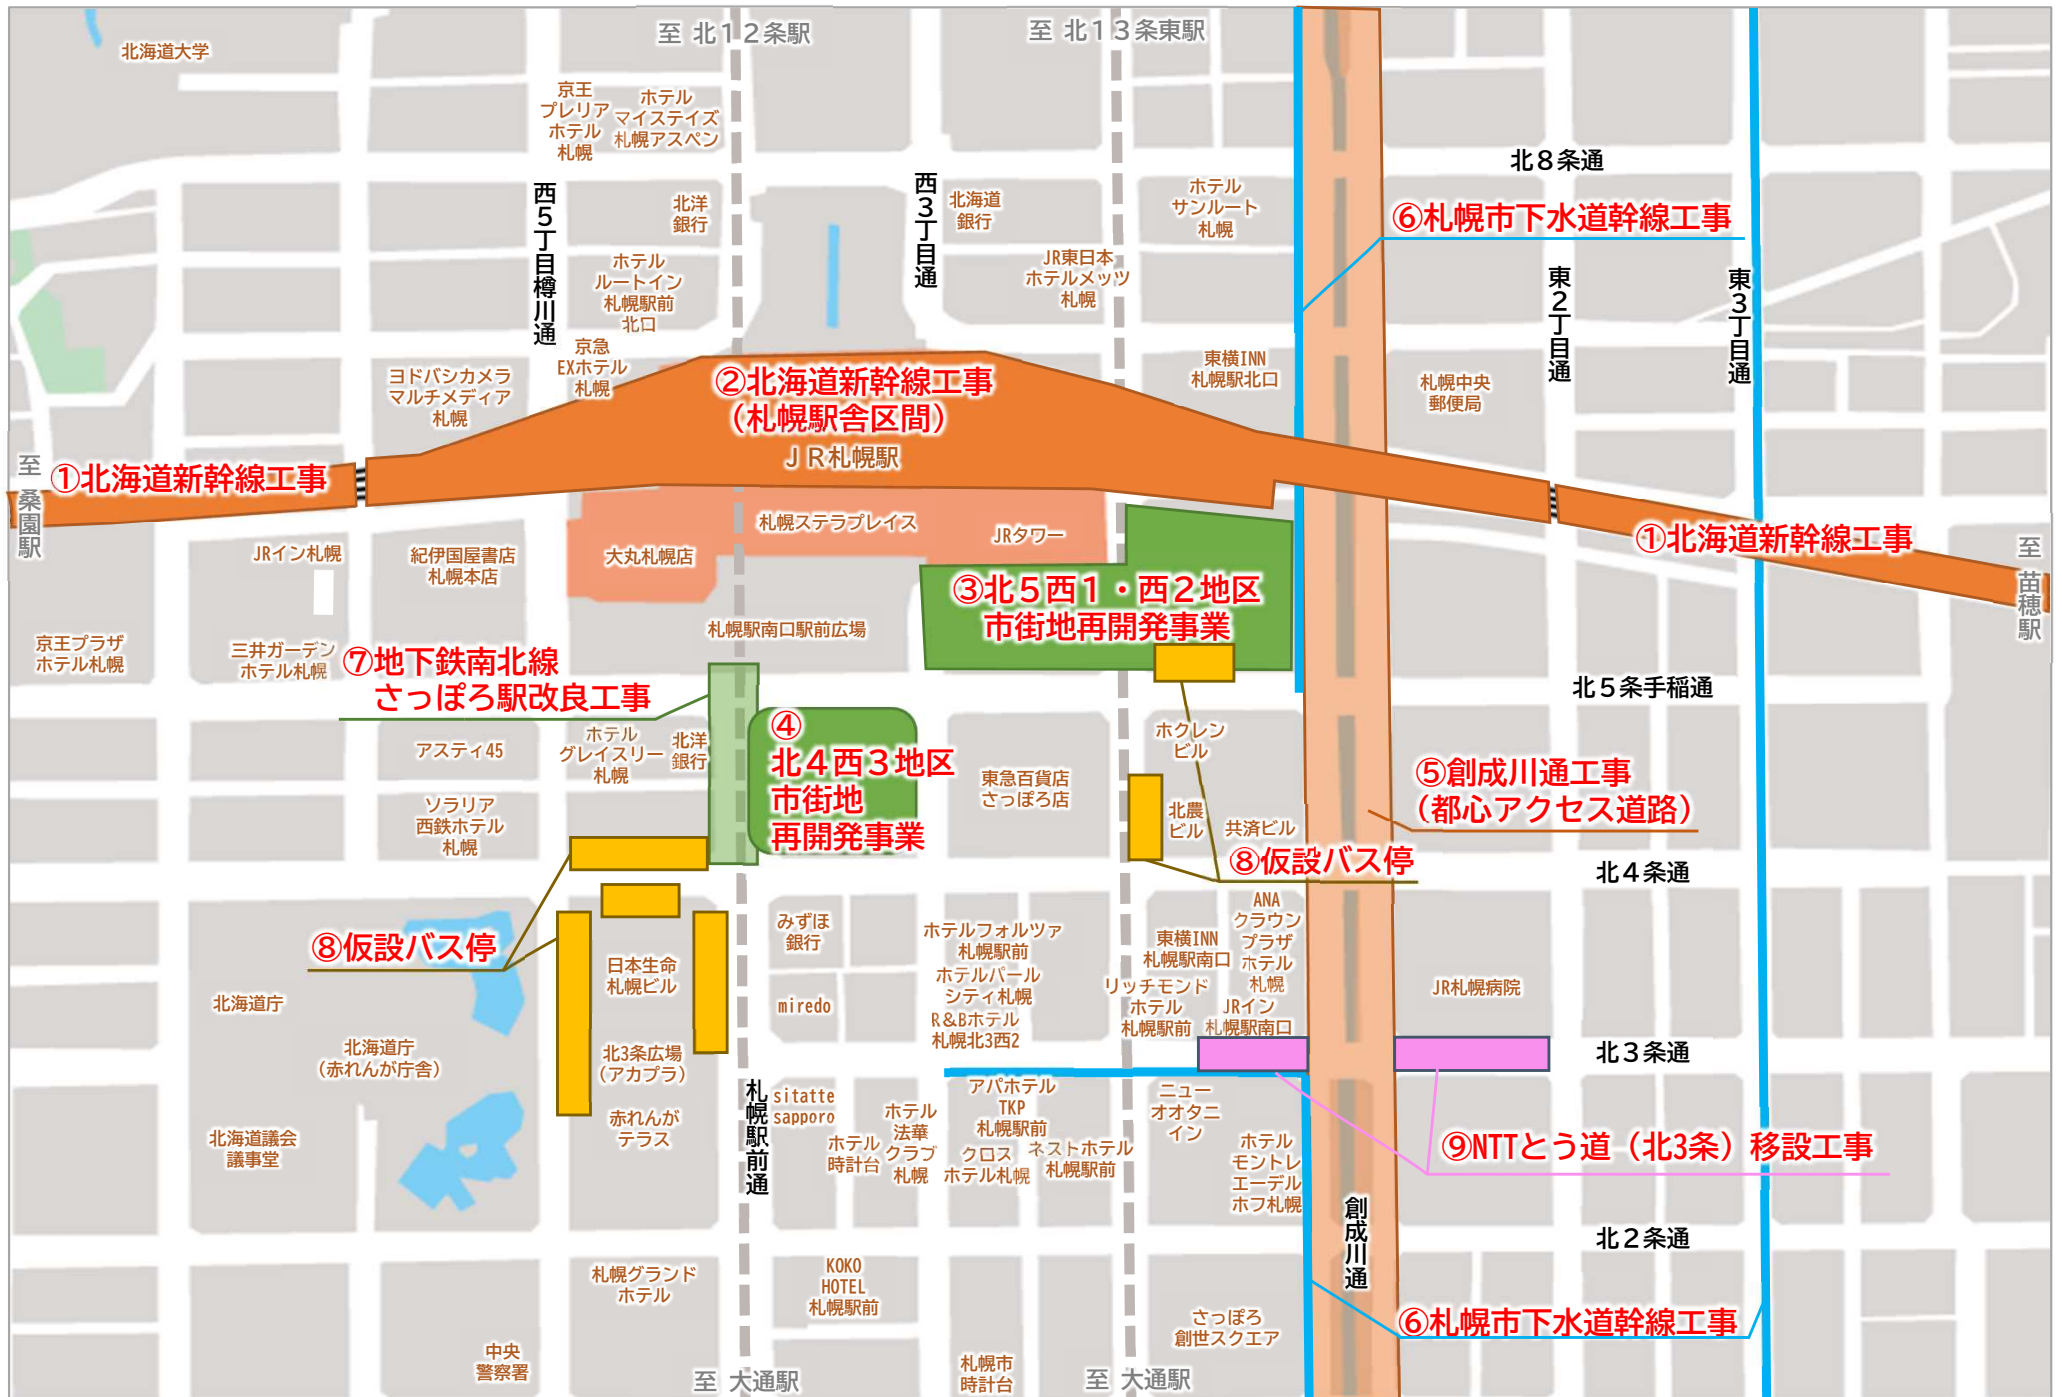 至 北12条駅
至 北13条東駅
北海道大学
京王
プレリア
ホテル
札幌
ホテル
マイステイズ
札幌アスペン
北8条通
西5丁目樽川通
北洋
銀行
西3丁目通
北海道
銀行
ホテル
サンルート
札幌
⑥札幌市下水道幹線工事
ホテル
ルートイン
札幌駅前
北口
JR東日本
ホテルメッツ
札幌
東2丁目通
東3丁目通
京急
EXホテル
札幌
ヨドバシカメラ
マルチメディア
札幌
②北海道新幹線工事
（札幌駅舎区間）
JR札幌駅
東横INN
札幌駅北口
札幌中央
郵便局
至 桑園駅
①北海道新幹線工事
札幌ステラプレイス
JRタワー
大丸札幌店
JRイン札幌
紀伊国屋書店
札幌本店
①北海道新幹線工事
至 苗穂駅
③北5西1・西2地区
市街地再開発事業
京王プラザ
ホテル札幌
三井ガーデン
ホテル札幌
札幌駅南口駅前広場
⑦地下鉄南北線
さっぽろ駅改良工事
北5条手稲通
アスティ45
ホテル
グレイスリー
札幌
北洋
銀行
④
北4西3地区
市街地
再開発事業
東急百貨店
さっぽろ店
ホクレン
ビル
⑤創成川通工事
（都心アクセス道路）
ソラリア
西鉄ホテル
札幌
北農
ビル
共済ビル
⑧仮設バス停
北4条通
⑧仮設バス停
日本生命
札幌ビル
みずほ
銀行
ホテルフォルツァ
札幌駅前
ホテルパール
シティ札幌
R&Bホテル
札幌北3西2
東横INN
札幌駅南口
ANA
クラウン
プラザ
ホテル
札幌
リッチモンド
ホテル
札幌駅前
JRイン
札幌駅南口
JR札幌病院
北海道庁
miredo
北海道庁
（赤れんが庁舎）
北3条広場
（アカプラ）
北3条通
札幌駅前通
sitatte
sapporo
赤れんが
テラス
ホテル
時計台
ホテル
法華
クラブ
札幌
アパホテル
TKP
札幌駅前
クロス
ホテル札幌
ネストホテル
札幌駅前
ニュー
オオタニ
イン
ホテル
モントレ
エーデル
ホフ札幌
⑨NTTとう道（北3条）移設工事
北海道議会
議事堂
創成川通
北2条通
札幌グランド
ホテル
KOKO
HOTEL
札幌駅前
さっぽろ
創世スクエア
⑥札幌市下水道幹線工事
中央
警察署
至 大通駅
札幌市
時計台
至 大通駅